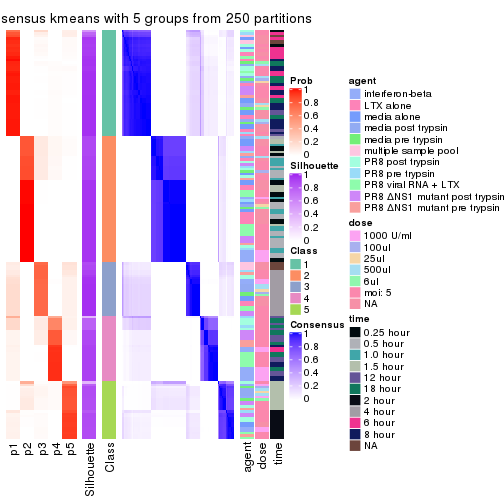 sensus kmeans with 5 groups from 250 partitions
Prob
1
0.8
0.6
0.4
0.2
0
Silhouette
1
0.8
0.6
0.4
0.2
0
Class
1
2
3
4
5
Consensus
1
0.8
0.6
0.4
0.2
0
agent
interferon-beta
LTX alone
media alone
media post trypsin
media pre trypsin
multiple sample pool
PR8 post trypsin
PR8 pre trypsin
PR8 viral RNA + LTX
PR8 ΔNS1 mutant post trypsin
PR8 ΔNS1 mutant pre trypsin
dose
1000 U/ml
100ul
25ul
500ul
6ul
moi: 5
NA
time
0.25 hour
0.5 hour
1.0 hour
1.5 hour
12 hour
18 hour
2 hour
4 hour
6 hour
8 hour
NA
p1
p2
p3
p4
p5
Silhouette
Class
agent
dose
time